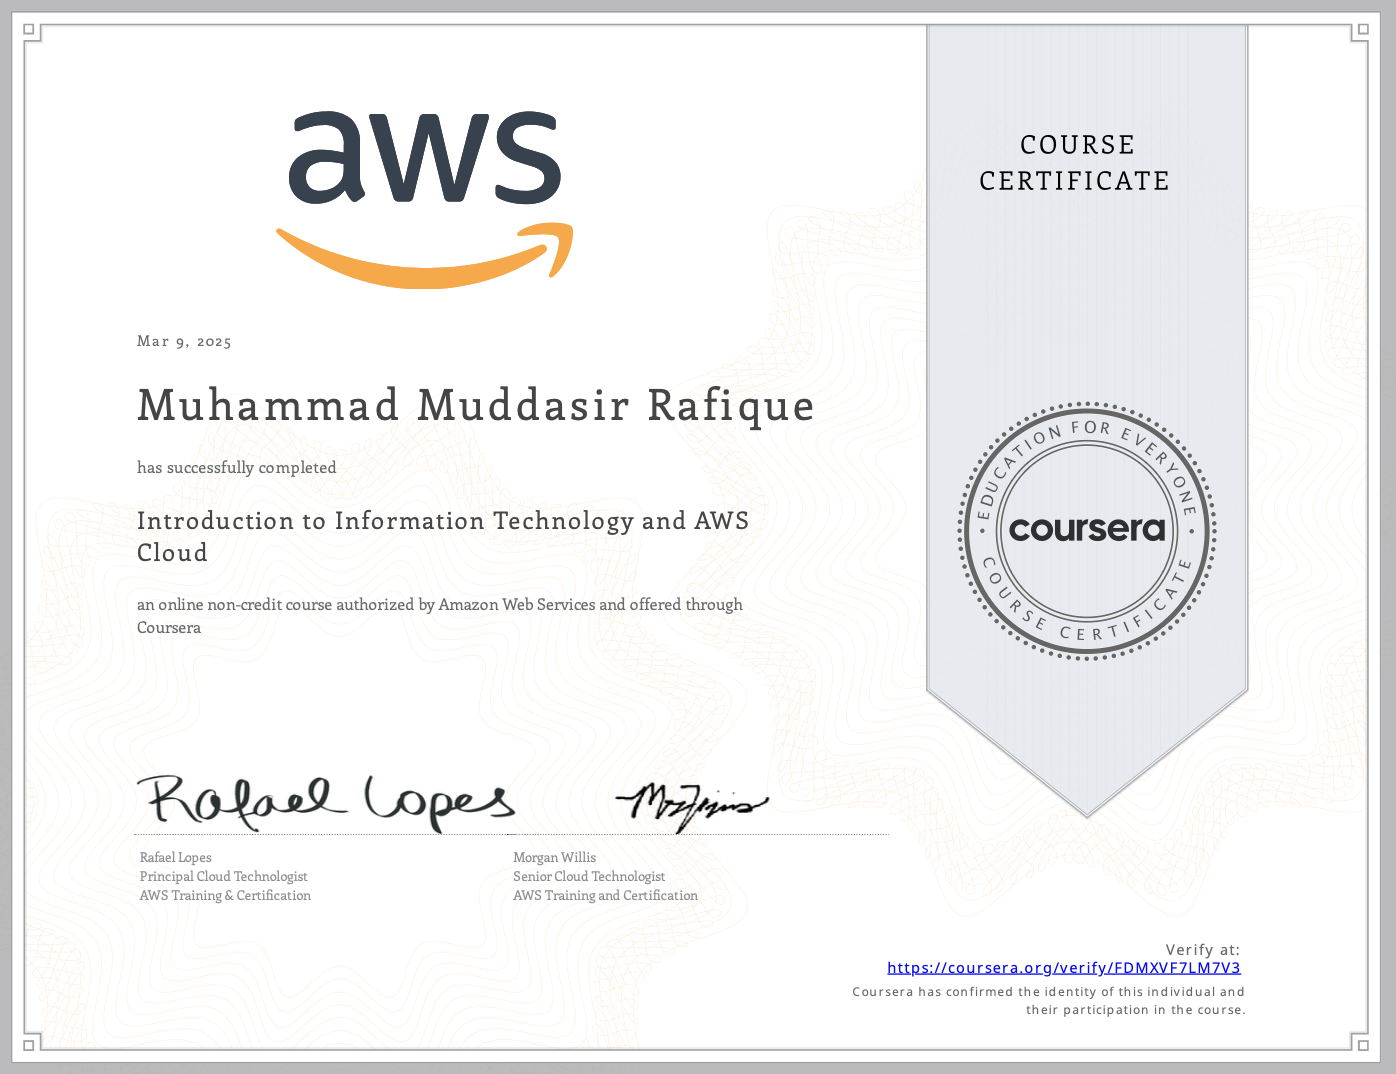 aws
COURSE
CERTIFICATE
Mar 9, 2025
Muhammad Muddasir Rafique
has successfully completed
Introduction to Information Technology and AWS
Cloud
an online non-credit course authorized by Amazon Web Services and offered through
Coursera
EDUCATION FOR EVERYONE
coursera
COURSE CERTIFICATE
Rafael Lopes
Rafael Lopes
Principal Cloud Technologist
AWS Training & Certification
Morgan Willis
Senior Cloud Technologist
AWS Training and Certification
Verify at:
https://coursera.org/verify/FDMXVF7LM7V3
Coursera has confirmed the identity of this individual and
their participation in the course.